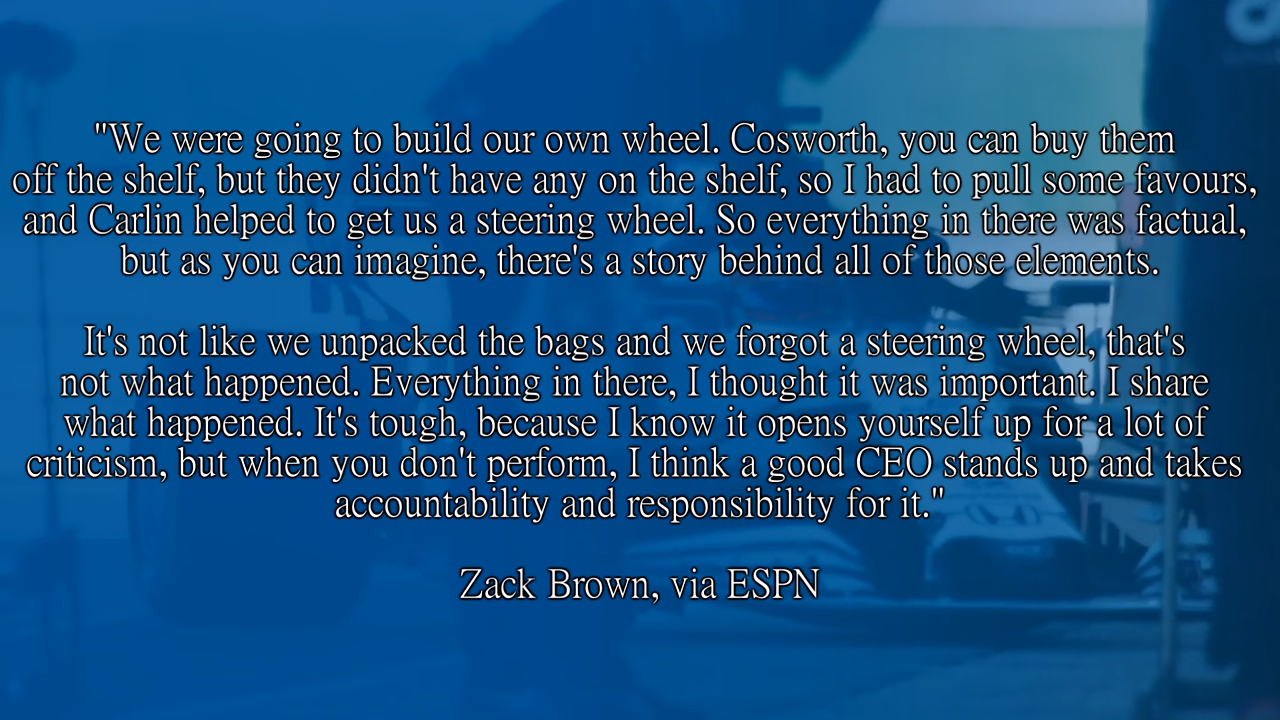 "We were going to build our own wheel. Cosworth, you can buy them
off the shelf, but they didn't have any on the shelf, so I had to pull some favours,
and Carlin helped to get us a steering wheel. So everything in there was factual,
but as you can imagine, there's a story behind all of those elements.
It's not like we unpacked the bags and we forgot a steering wheel, that's
not what happened. Everything in there, I thought it was important. I share
what happened. It's tough, because I know it opens yourself up for a lot of
criticism, but when you don't perform, I think a good CEO stands up and takes
accountability and responsibility for it."
Zack Brown, via ESPN